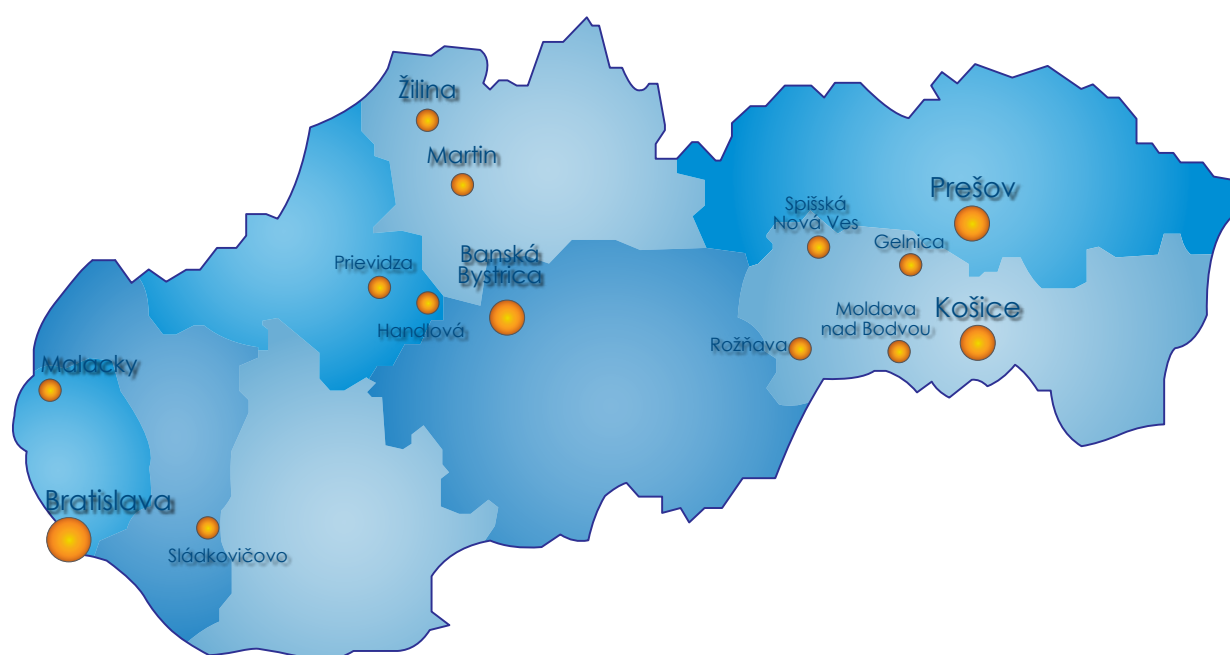 Žilina
Martin
Prešov
Spišská
Nová Ves
Gelnica
Banská
Bystrica
Prievidza
Handlová
Moldava
nad Bodvou
Košice
Rožňava
Malacky
Bratislava
Sládkovičovo